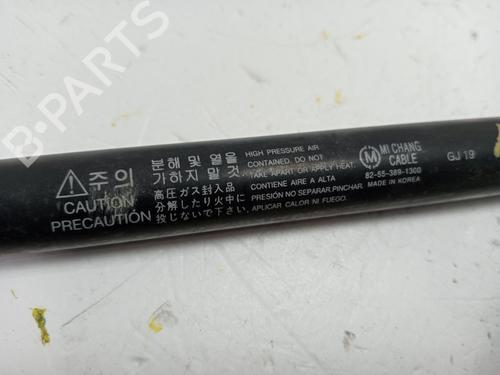 B-PARTS
⚠주의
CAUTION
PRECAUCIÓN
분해 및 열을
가하지 말 것
高圧ガス封入品
分解したり火中に
投じないで下さい.
HIGH PRESSURE AIR
CONTAINED. DO NOT
TAKE APART OR APPLY HEAT.
CONTIENE AIRE A ALTA
PRESIÓN NO SEPARAR, PINCHAR.
APLICAR CALOR NI FUEGO.
M
MI CHANG
CABLE
82-55-389-1300
MADE IN KOREA
GJ 19